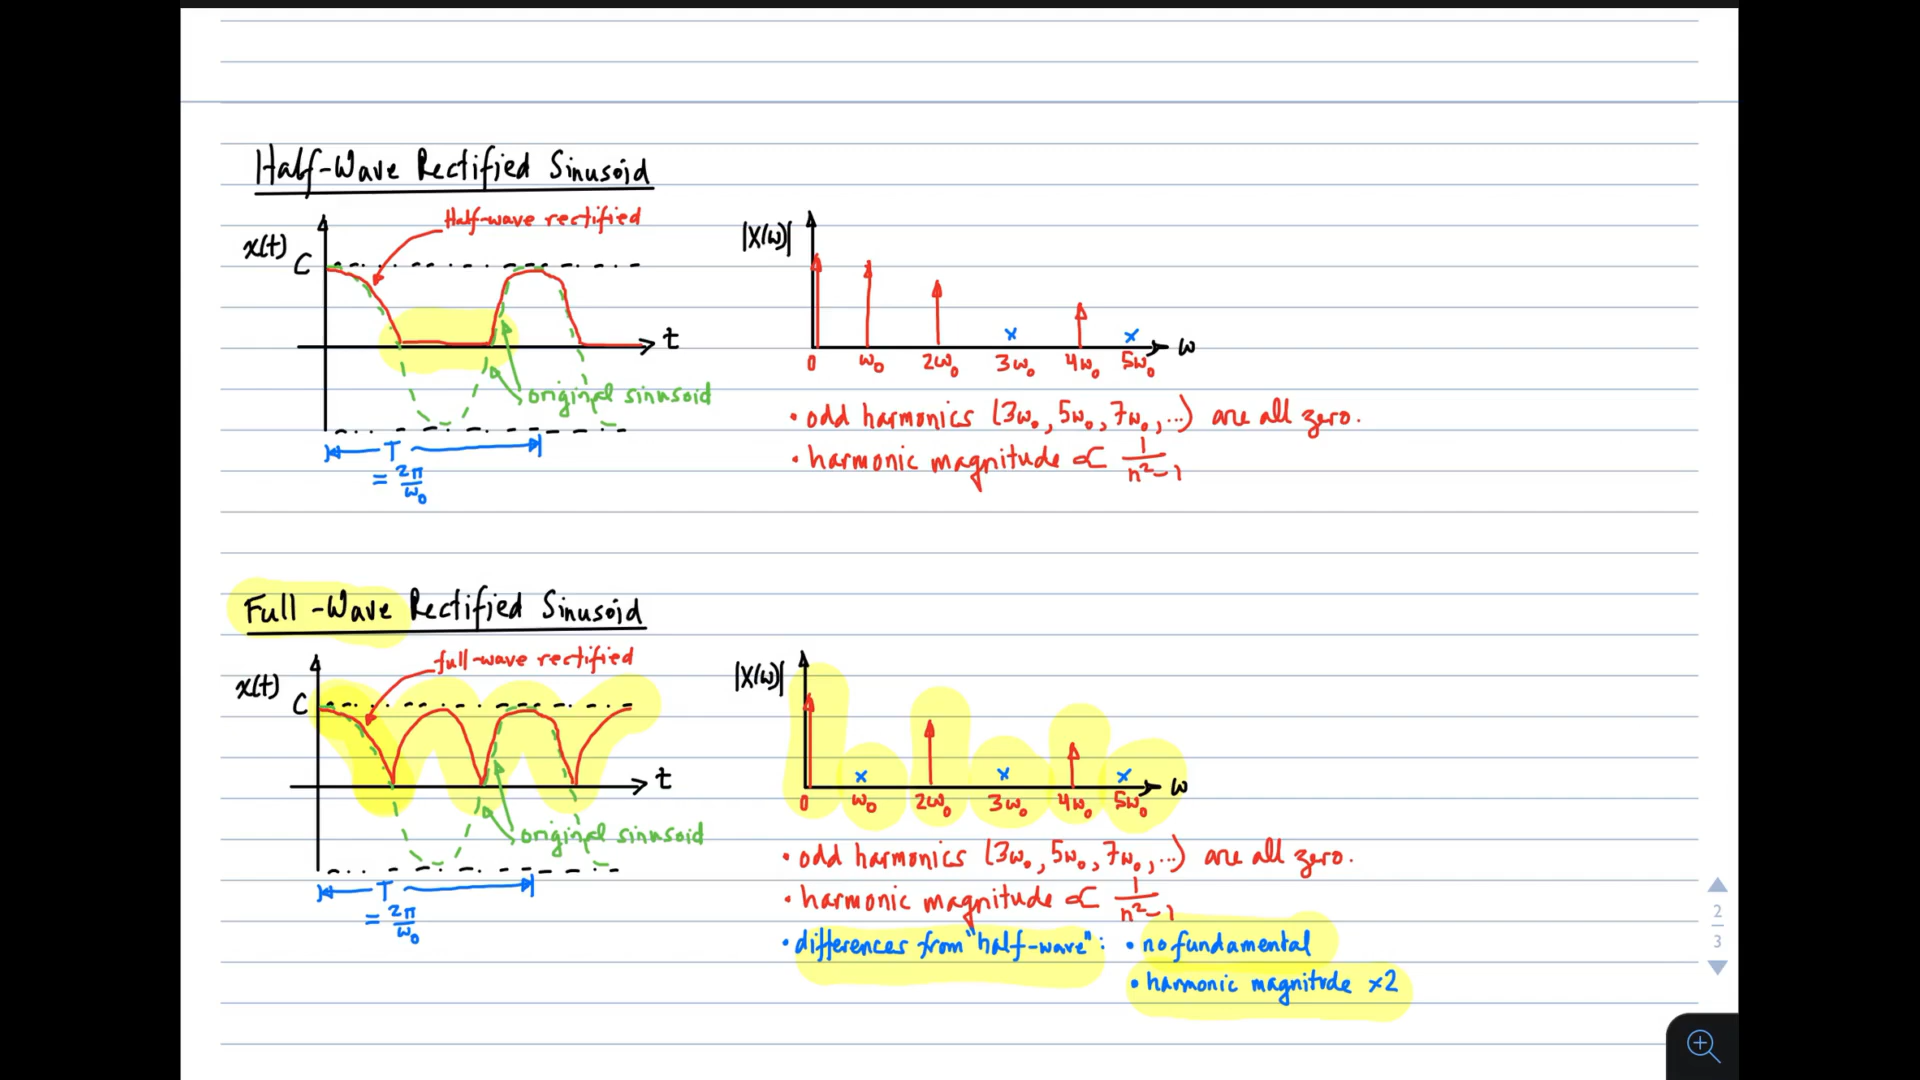 Half-Wave Rectified Sinusoid
Half-wave rectified
x(t)
C
t
original sinusoid
T
= 2π/ω₀
|X(ω)|
x x
0 ω₀ 2ω₀ 3ω₀ 4ω₀ 5ω₀ ω
• odd harmonics (3ω₀, 5ω₀, 7ω₀, ...) are all zero.
• harmonic magnitude ∝ 1/(n²-1)
Full-Wave Rectified Sinusoid
full-wave rectified
x(t)
C
t
original sinusoid
T
= 2π/ω₀
|X(ω)|
x x x
0 ω₀ 2ω₀ 3ω₀ 4ω₀ 5ω₀ ω
• odd harmonics (3ω₀, 5ω₀, 7ω₀, ...) are all zero.
• harmonic magnitude ∝ 1/(n²-1)
• differences from "half-wave": • no fundamental
• harmonic magnitude x2
2
3